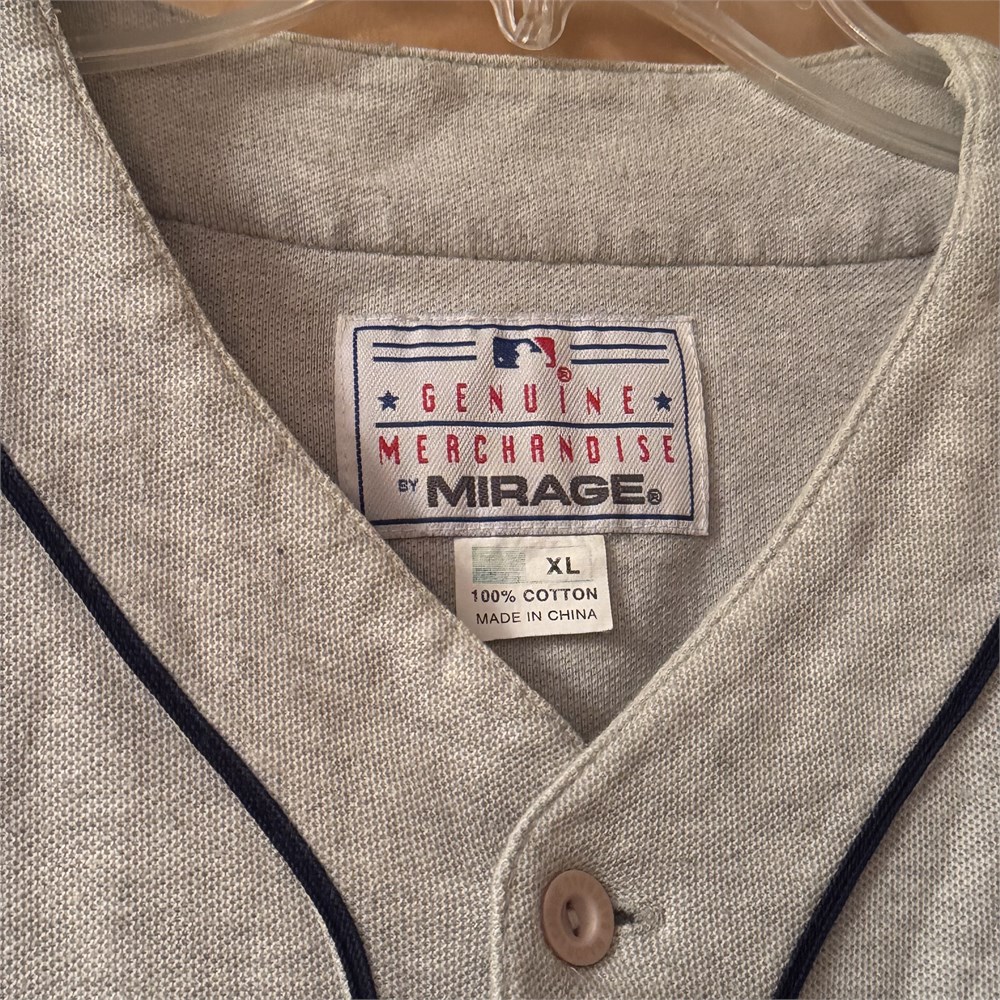 GENUINE
MERCHANDISE
BY MIRAGE®
XL
100% COTTON
MADE IN CHINA